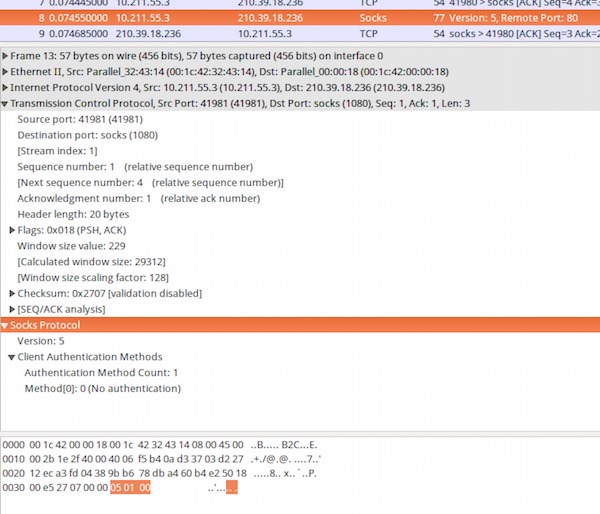 7 0.074445000 10.211.55.3 210.39.18.236 TCP 54 41980 > socks [ACK] Seq=4 Ack=3
8 0.074550000 10.211.55.3 210.39.18.236 Socks 77 Version: 5, Remote Port: 80
9 0.074685000 210.39.18.236 10.211.55.3 TCP 54 socks > 41980 [ACK] Seq=3 Ack=2
Frame 13: 57 bytes on wire (456 bits), 57 bytes captured (456 bits) on interface 0
Ethernet II, Src: Parallel_32:43:14 (00:1c:42:32:43:14), Dst: Parallel_00:00:18 (00:1c:42:00:00:18)
Internet Protocol Version 4, Src: 10.211.55.3 (10.211.55.3), Dst: 210.39.18.236 (210.39.18.236)
Transmission Control Protocol, Src Port: 41981 (41981), Dst Port: socks (1080), Seq: 1, Ack: 1, Len: 3
Source port: 41981 (41981)
Destination port: socks (1080)
[Stream index: 1]
Sequence number: 1 (relative sequence number)
[Next sequence number: 4 (relative sequence number)]
Acknowledgment number: 1 (relative ack number)
Header length: 20 bytes
Flags: 0x018 (PSH, ACK)
Window size value: 229
[Calculated window size: 29312]
[Window size scaling factor: 128]
Checksum: 0x2707 [validation disabled]
[SEQ/ACK analysis]
Socks Protocol
Version: 5
Client Authentication Methods
Authentication Method Count: 1
Method[0]: 0 (No authentication)
0000 00 1c 42 00 00 18 00 1c 42 32 43 14 08 00 45 00 ..B..... B2C...E.
0010 00 2b 1e 2f 40 00 40 06 f5 b4 0a d3 37 03 d2 27 .+./@.@. ....7..'
0020 12 ec a3 fd 04 38 9b b6 78 db a4 60 b4 e2 50 18 .....8.. x..`..P.
0030 00 e5 27 07 00 00 05 01 00 ..'..... .